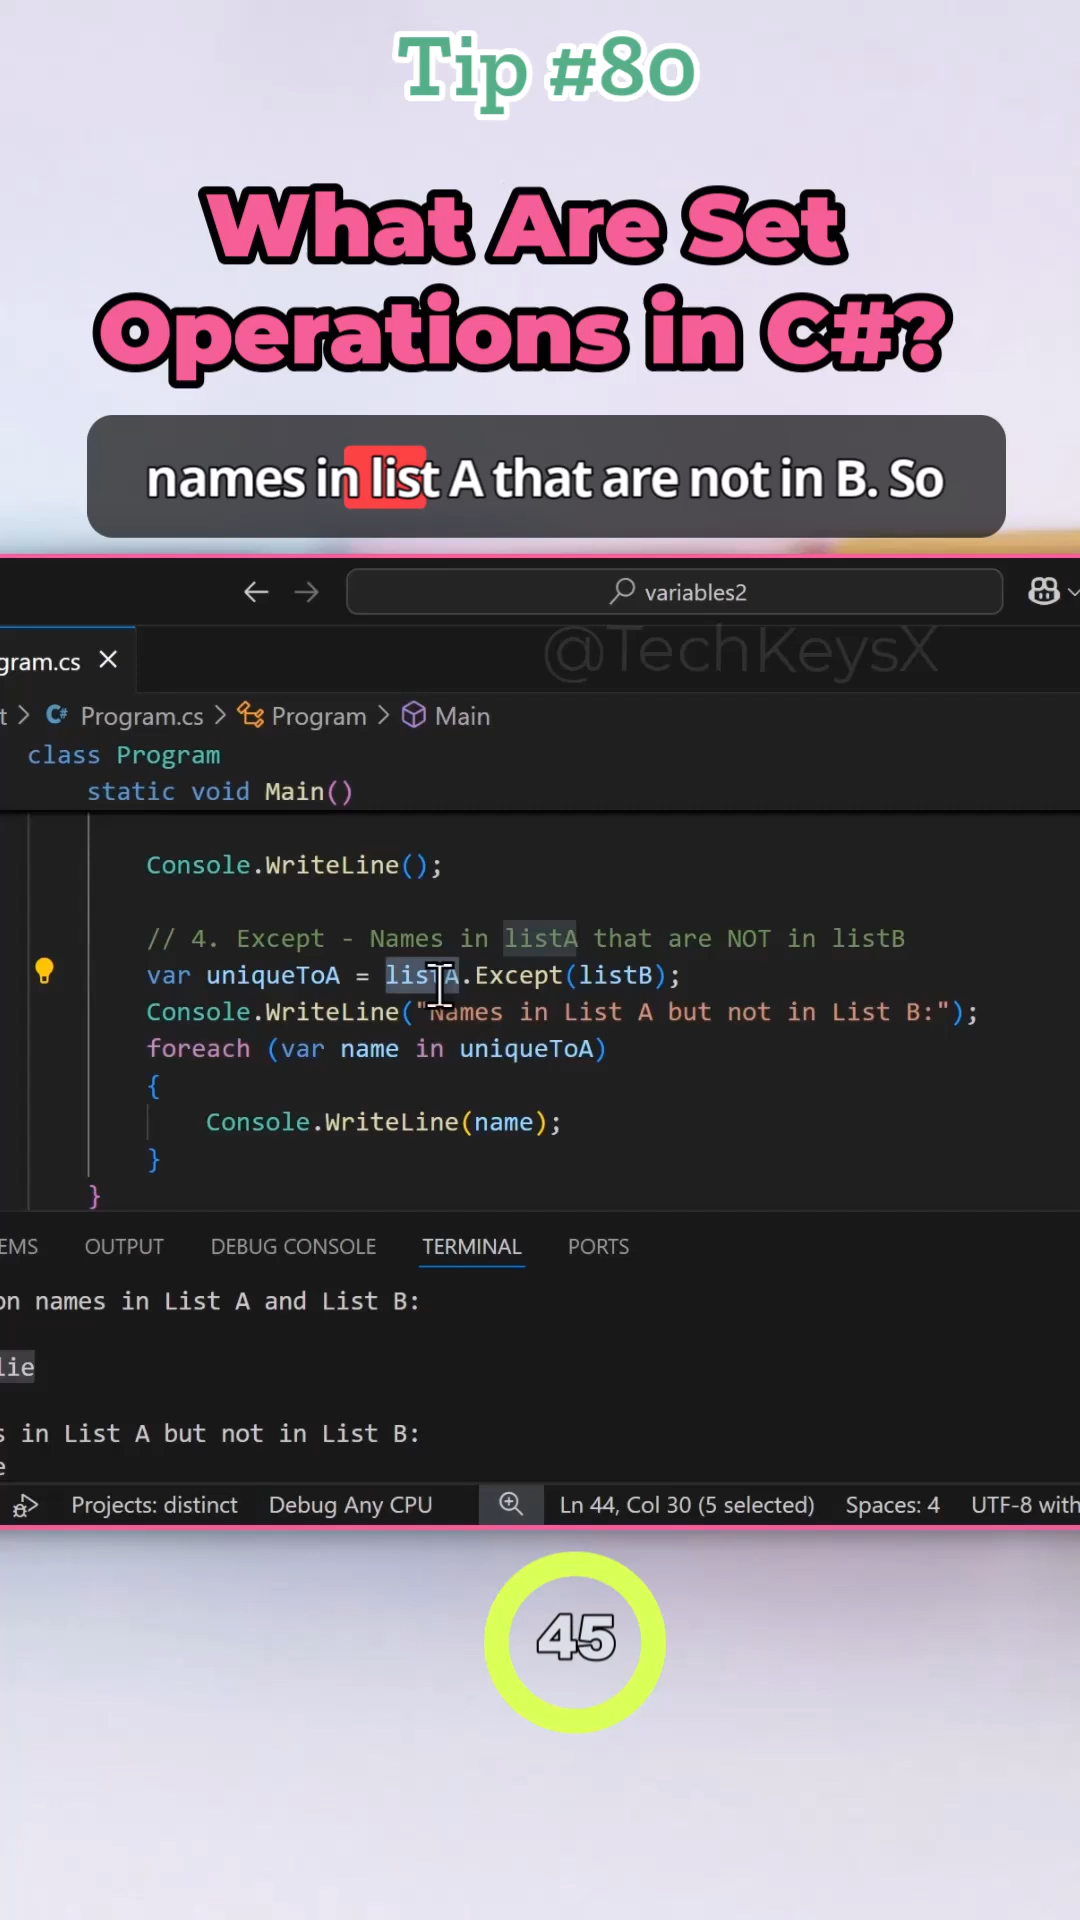 Tip #80
What Are Set
Operations in C#?
names in list A that are not in B. So
variables2
@TechKeysX
gram.cs
t > C# Program.cs > Program > Main
class Program
static void Main()
Console.WriteLine();
// 4. Except - Names in listA that are NOT in listB
var uniqueToA = listA.Except(listB);
Console.WriteLine("Names in List A but not in List B:");
foreach (var name in uniqueToA)
{
Console.WriteLine(name);
}
}
EMS OUTPUT DEBUG CONSOLE TERMINAL PORTS
on names in List A and List B:
lie
s in List A but not in List B:
e
Projects: distinct Debug Any CPU Ln 44, Col 30 (5 selected) Spaces: 4 UTF-8 with
45